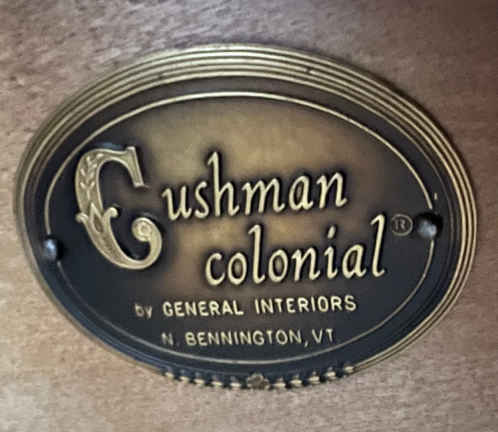 Cushman
colonial®
by GENERAL INTERIORS
N. BENNINGTON, VT.